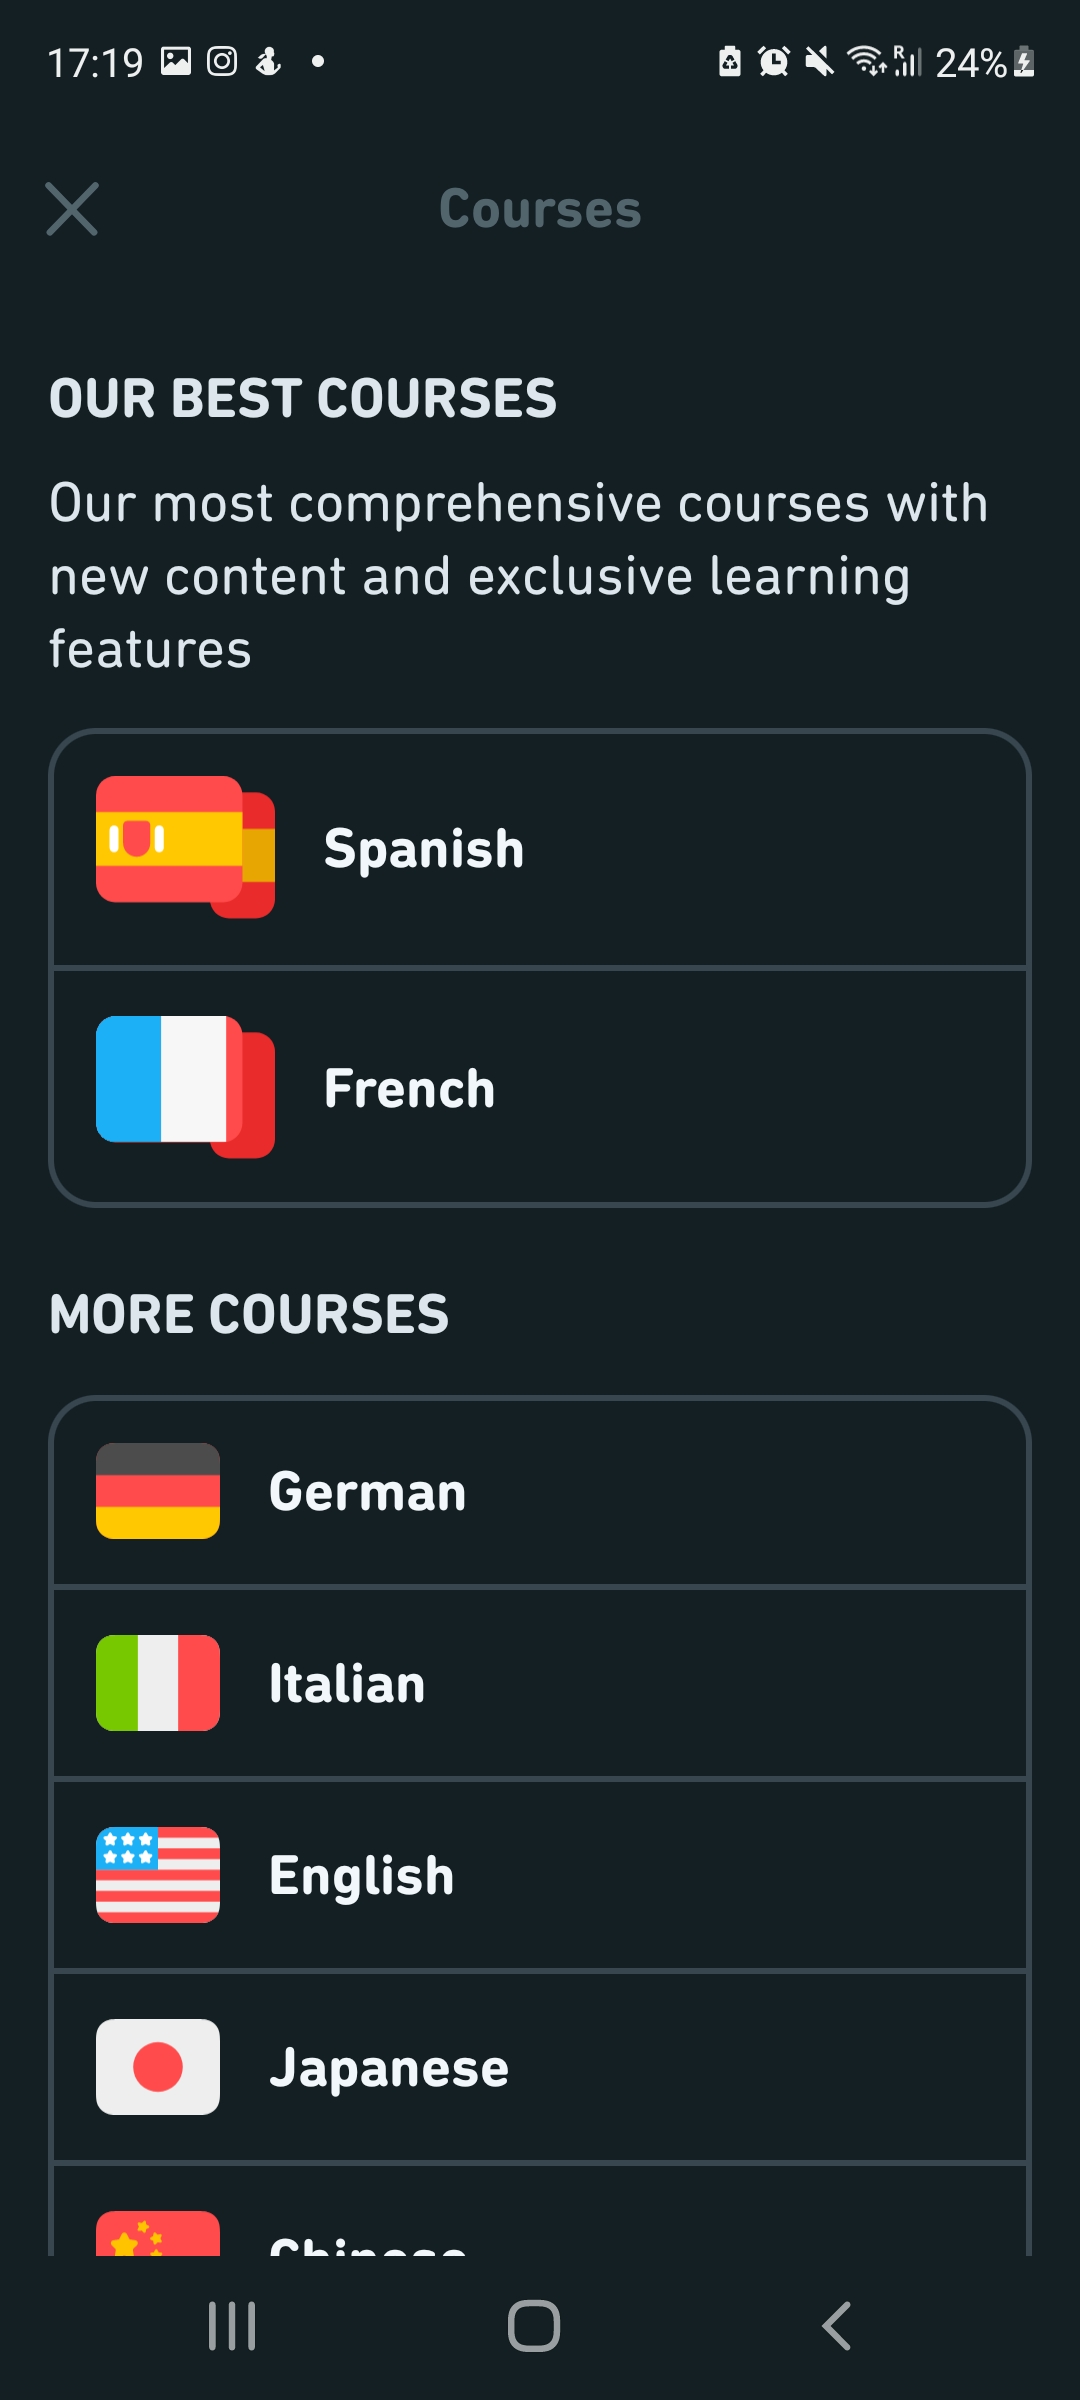 17:19
R
24%
Courses
OUR BEST COURSES
Our most comprehensive courses with
new content and exclusive learning
features
Spanish
French
MORE COURSES
German
Italian
English
Japanese
Chinese